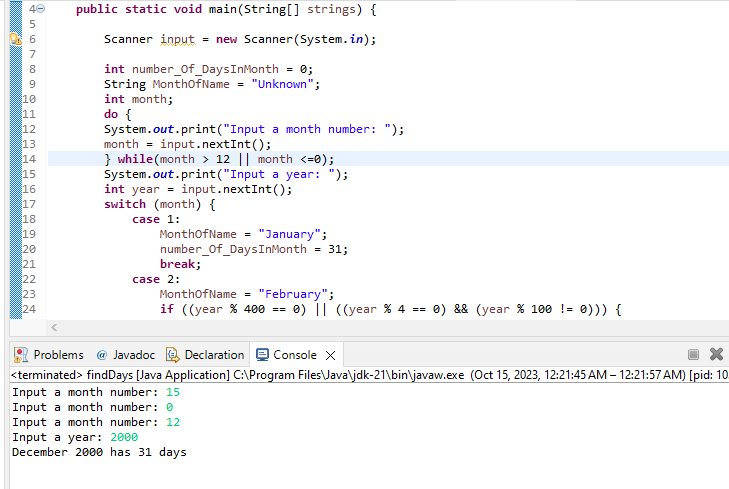 4 public static void main(String[] strings) {
5
6 Scanner input = new Scanner(System.in);
7
8 int number_Of_DaysInMonth = 0;
9 String MonthOfName = "Unknown";
10 int month;
11 do {
12 System.out.print("Input a month number: ");
13 month = input.nextInt();
14 } while(month > 12 || month <=0);
15 System.out.print("Input a year: ");
16 int year = input.nextInt();
17 switch (month) {
18 case 1:
19 MonthOfName = "January";
20 number_Of_DaysInMonth = 31;
21 break;
22 case 2:
23 MonthOfName = "February";
24 if ((year % 400 == 0) || ((year % 4 == 0) && (year % 100 != 0))) {
Problems @ Javadoc Declaration Console
<terminated> findDays [Java Application] C:\Program Files\Java\jdk-21\bin\javaw.exe (Oct 15, 2023, 12:21:45 AM – 12:21:57 AM) [pid: 10
Input a month number: 15
Input a month number: 0
Input a month number: 12
Input a year: 2000
December 2000 has 31 days